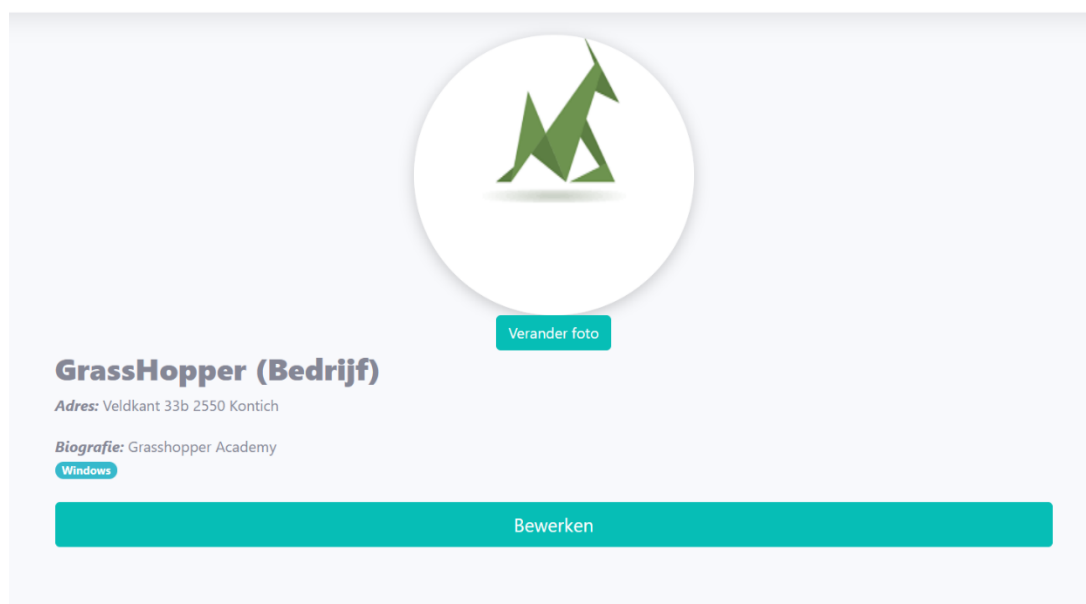 Verander foto
GrassHopper (Bedrijf)
Adres: Veldkant 33b 2550 Kontich
Biografie: Grasshopper Academy
Windows
Bewerken